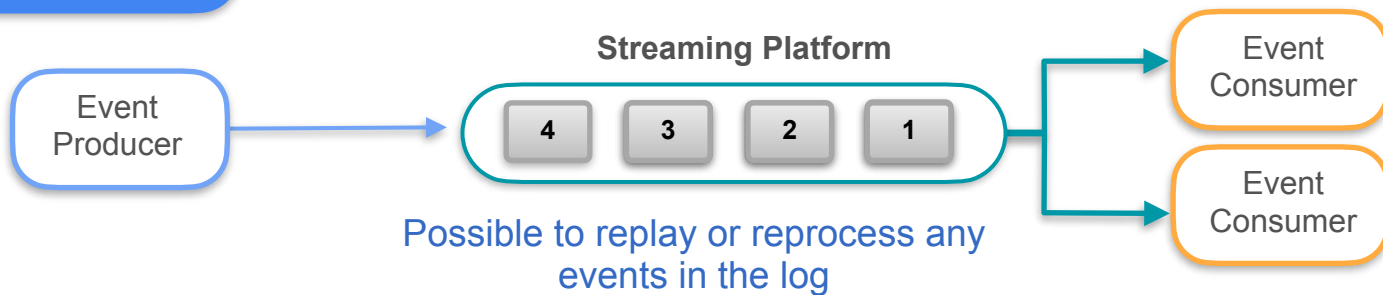 Streaming Platform
Event
Producer
4 3 2 1
Event
Consumer
Event
Consumer
Possible to replay or reprocess any
events in the log